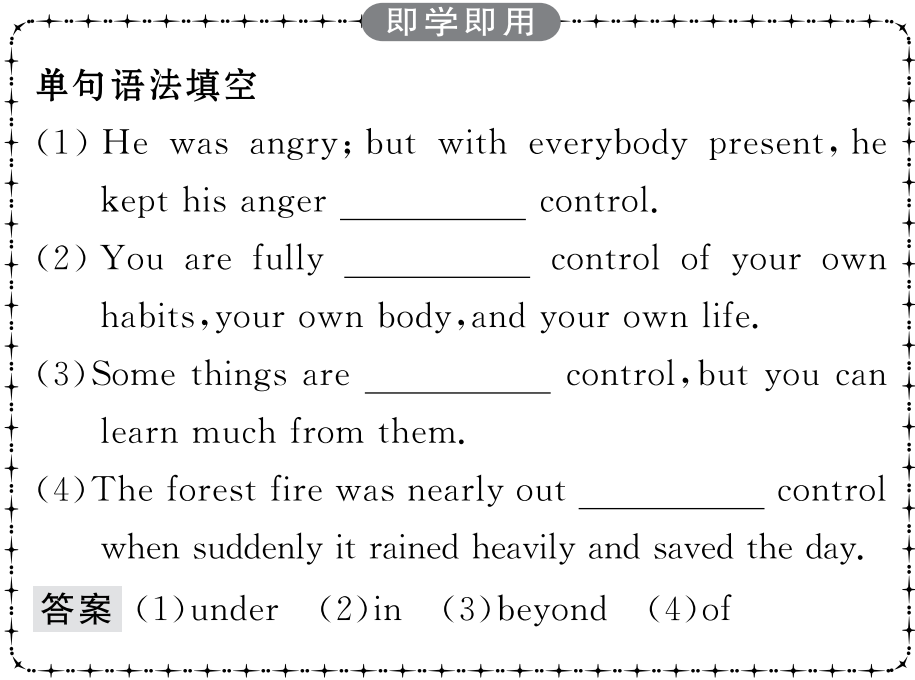 即学即用
单句语法填空
(1) He was angry; but with everybody present, he
kept his anger ________ control.
(2) You are fully ________ control of your own
habits, your own body, and your own life.
(3) Some things are ________ control, but you can
learn much from them.
(4) The forest fire was nearly out ________ control
when suddenly it rained heavily and saved the day.
答案 (1) under (2) in (3) beyond (4) of